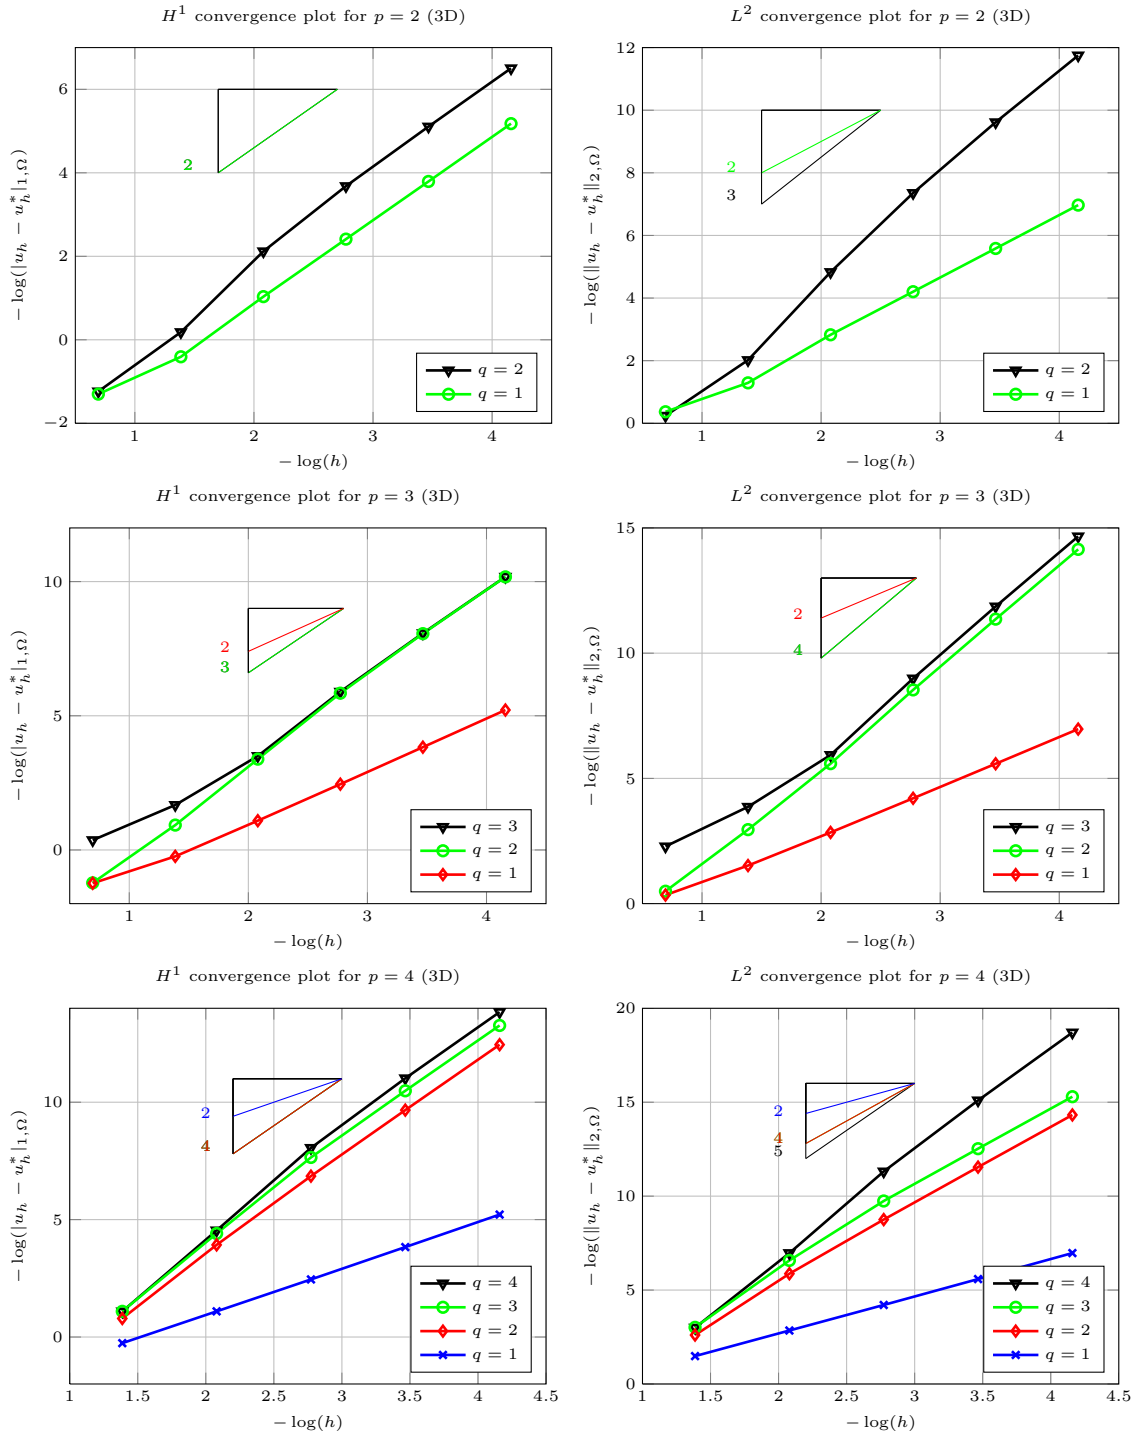 H¹ convergence plot for p = 2 (3D)
− log(|u_h − u_h^*|_{1,Ω})
6
4
2
0
−2
2
q = 2
q = 1
1 2 3 4
− log(h)
L² convergence plot for p = 2 (3D)
− log(‖u_h − u_h^*‖_{2,Ω})
12
10
8
6
4
2
0
2
3
q = 2
q = 1
1 2 3 4
− log(h)
H¹ convergence plot for p = 3 (3D)
− log(|u_h − u_h^*|_{1,Ω})
10
5
0
2
3
q = 3
q = 2
q = 1
1 2 3 4
− log(h)
L² convergence plot for p = 3 (3D)
− log(‖u_h − u_h^*‖_{2,Ω})
15
10
5
0
2
4
q = 3
q = 2
q = 1
1 2 3 4
− log(h)
H¹ convergence plot for p = 4 (3D)
− log(|u_h − u_h^*|_{1,Ω})
10
5
0
2
4
q = 4
q = 3
q = 2
q = 1
1 1.5 2 2.5 3 3.5 4 4.5
− log(h)
L² convergence plot for p = 4 (3D)
− log(‖u_h − u_h^*‖_{2,Ω})
20
15
10
5
0
2
4
5
q = 4
q = 3
q = 2
q = 1
1 1.5 2 2.5 3 3.5 4 4.5
− log(h)